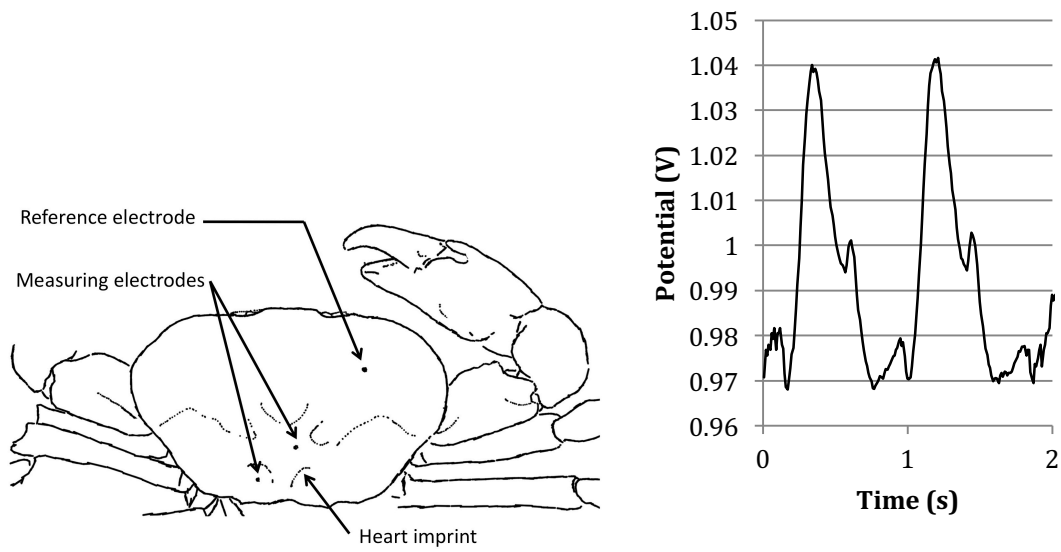 Reference electrode
Measuring electrodes
Heart imprint
Potential (V)
1.05
1.04
1.03
1.02
1.01
1
0.99
0.98
0.97
0.96
0
1
2
Time (s)